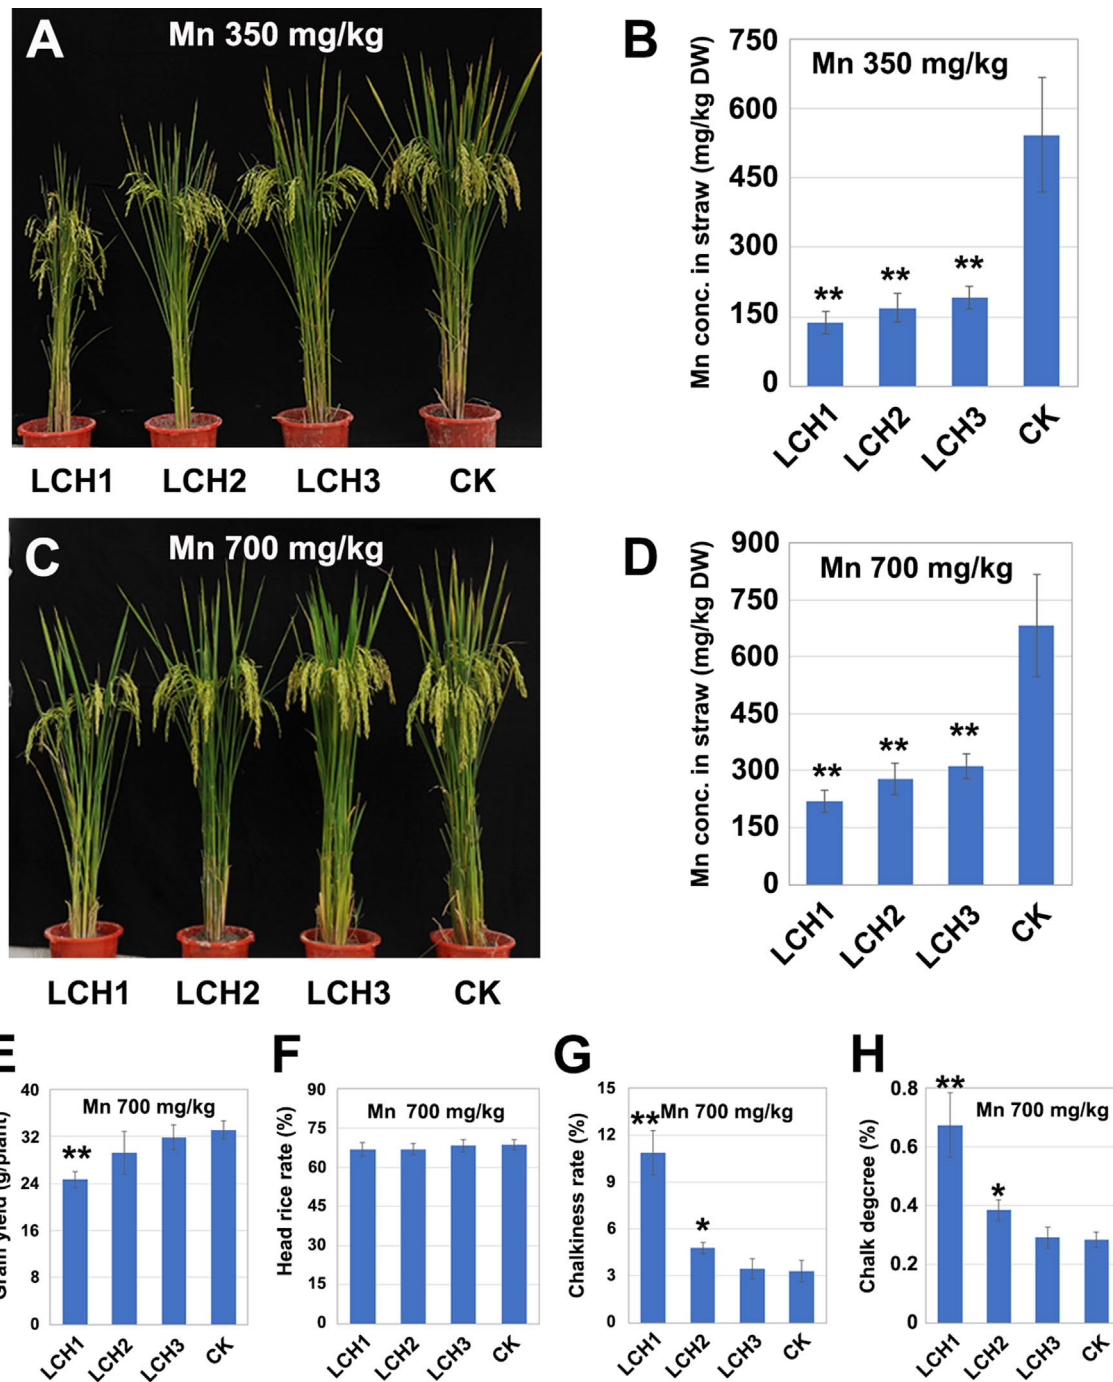 A
Mn 350 mg/kg
LCH1 LCH2 LCH3 CK
B
Mn conc. in straw (mg/kg DW)
Mn 350 mg/kg
750
600
450
300
150
0
** ** **
LCH1 LCH2 LCH3 CK
C
Mn 700 mg/kg
LCH1 LCH2 LCH3 CK
D
Mn conc. in straw (mg/kg DW)
Mn 700 mg/kg
900
750
600
450
300
150
0
** ** **
LCH1 LCH2 LCH3 CK
E
Grain yield (g/plant)
Mn 700 mg/kg
40
32
24
16
8
0
**
LCH1 LCH2 LCH3 CK
F
Head rice rate (%)
Mn 700 mg/kg
90
75
60
45
30
15
0
LCH1 LCH2 LCH3 CK
G
Chalkiness rate (%)
Mn 700 mg/kg
15
12
9
6
3
0
** *
LCH1 LCH2 LCH3 CK
H
Chalk degcree (%)
Mn 700 mg/kg
0.8
0.6
0.4
0.2
0
** *
LCH1 LCH2 LCH3 CK